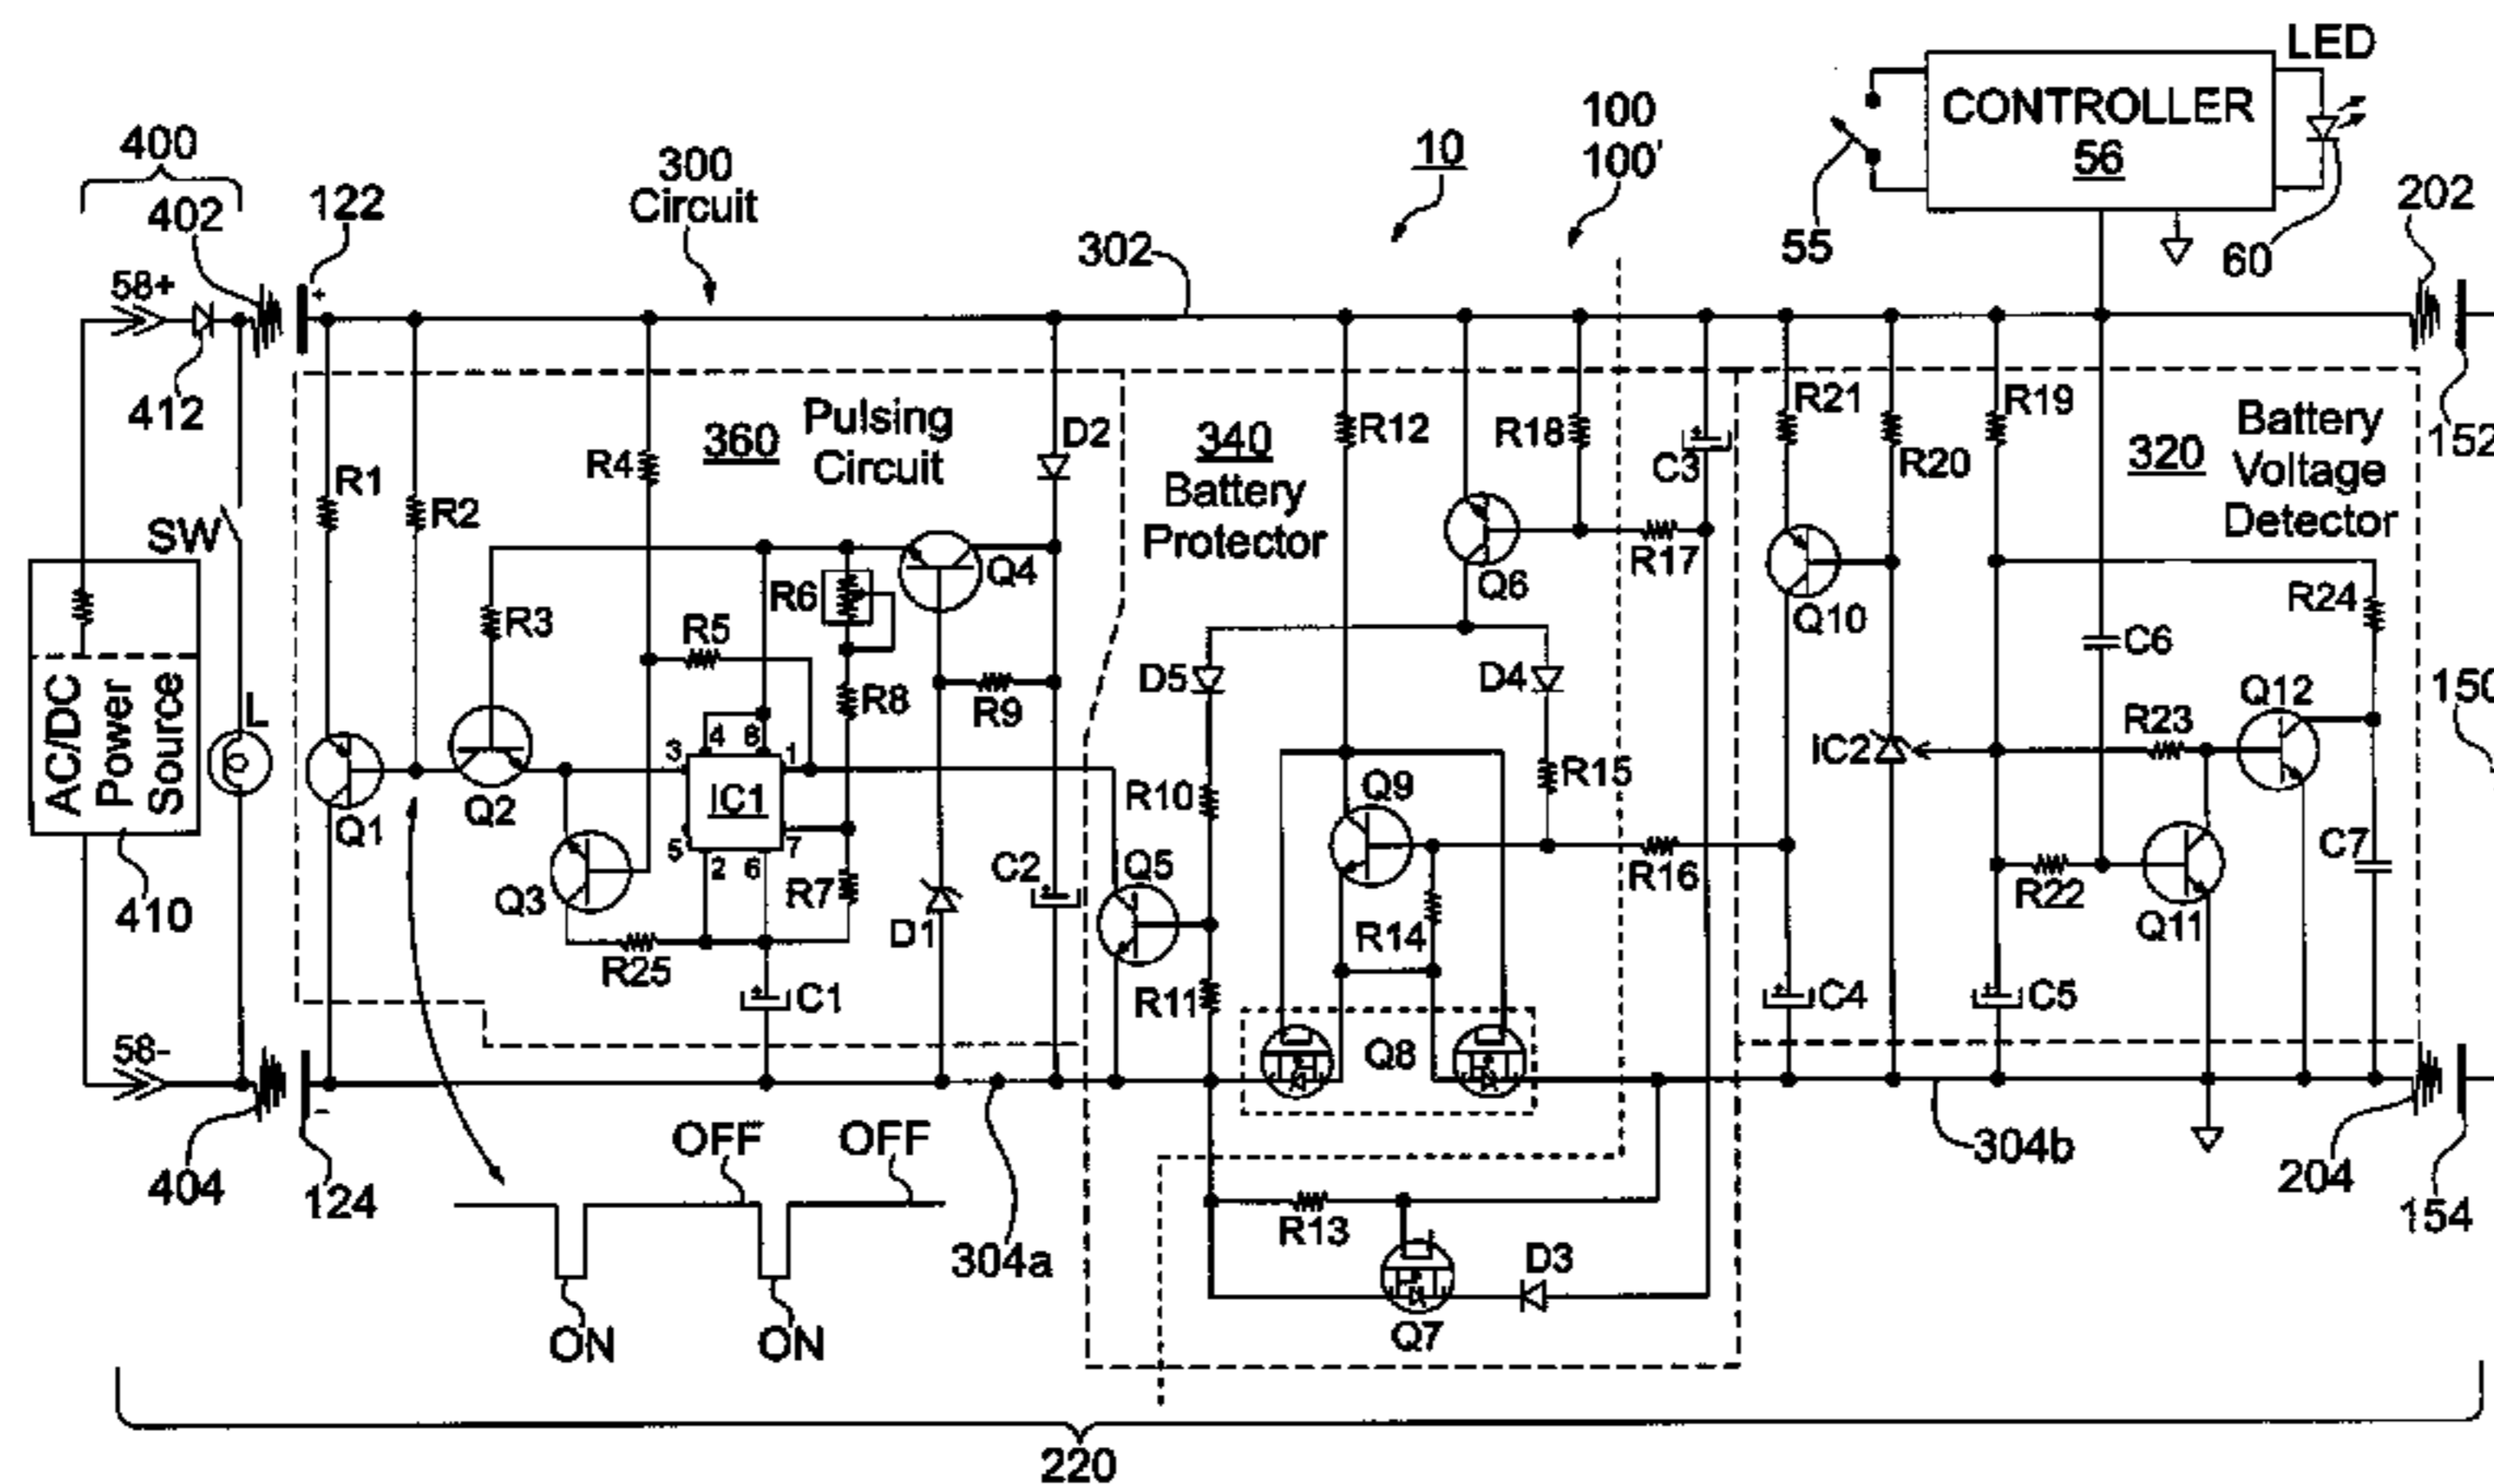 LED
CONTROLLER
56
100
100'
10
400
402
122
300
Circuit
302
55
60
202
58+
412
360
Pulsing
Circuit
340
Battery
Protector
320
Battery
Voltage
Detector
152
R1
R2
R4
D2
R12
R18
C3
R21
R20
R19
SW
R3
R5
R6
Q4
Q6
R17
Q10
R24
AC/DC
Power
Source
L
R8
R9
D5
D4
C6
Q12
150
Q1
Q2
3
4
8
1
IC1
5
2
6
7
R10
Q9
R15
IC2
R23
410
Q3
R25
R7
D1
C2
Q5
R14
R16
R22
Q11
C7
C1
R11
Q8
C4
C5
58-
404
124
OFF
OFF
304a
304b
204
154
R13
D3
Q7
ON
ON
220